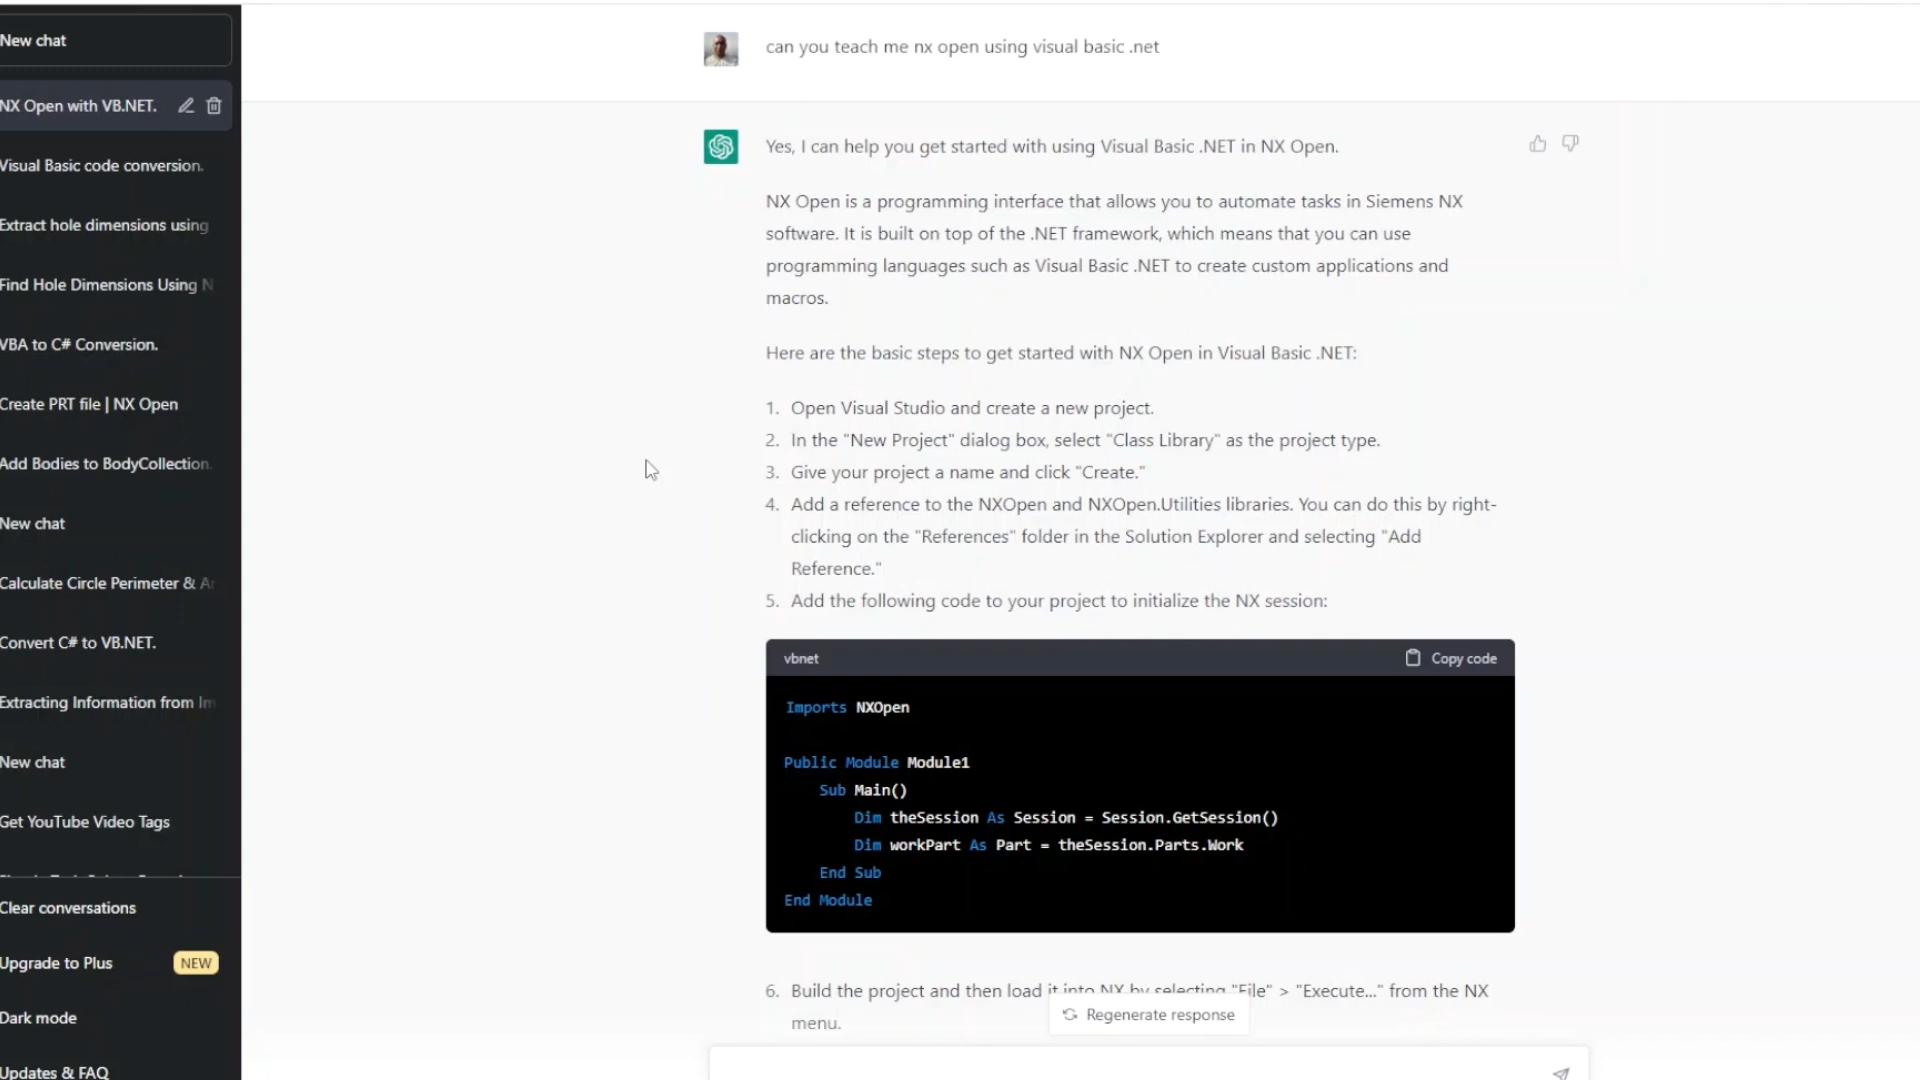 New chat
NX Open with VB.NET.
Visual Basic code conversion.
Extract hole dimensions using
Find Hole Dimensions Using N
VBA to C# Conversion.
Create PRT file | NX Open
Add Bodies to BodyCollection.
New chat
Calculate Circle Perimeter & Ar
Convert C# to VB.NET.
Extracting Information from Im
New chat
Get YouTube Video Tags
Clear conversations
Upgrade to Plus NEW
Dark mode
Updates & FAQ
can you teach me nx open using visual basic .net
Yes, I can help you get started with using Visual Basic .NET in NX Open.
NX Open is a programming interface that allows you to automate tasks in Siemens NX
software. It is built on top of the .NET framework, which means that you can use
programming languages such as Visual Basic .NET to create custom applications and
macros.
Here are the basic steps to get started with NX Open in Visual Basic .NET:
1. Open Visual Studio and create a new project.
2. In the "New Project" dialog box, select "Class Library" as the project type.
3. Give your project a name and click "Create."
4. Add a reference to the NXOpen and NXOpen.Utilities libraries. You can do this by right-
clicking on the "References" folder in the Solution Explorer and selecting "Add
Reference."
5. Add the following code to your project to initialize the NX session:
vbnet Copy code
Imports NXOpen
Public Module Module1
Sub Main()
Dim theSession As Session = Session.GetSession()
Dim workPart As Part = theSession.Parts.Work
End Sub
End Module
6. Build the project and then load it into NX by selecting "File" > "Execute..." from the NX
menu.
Regenerate response